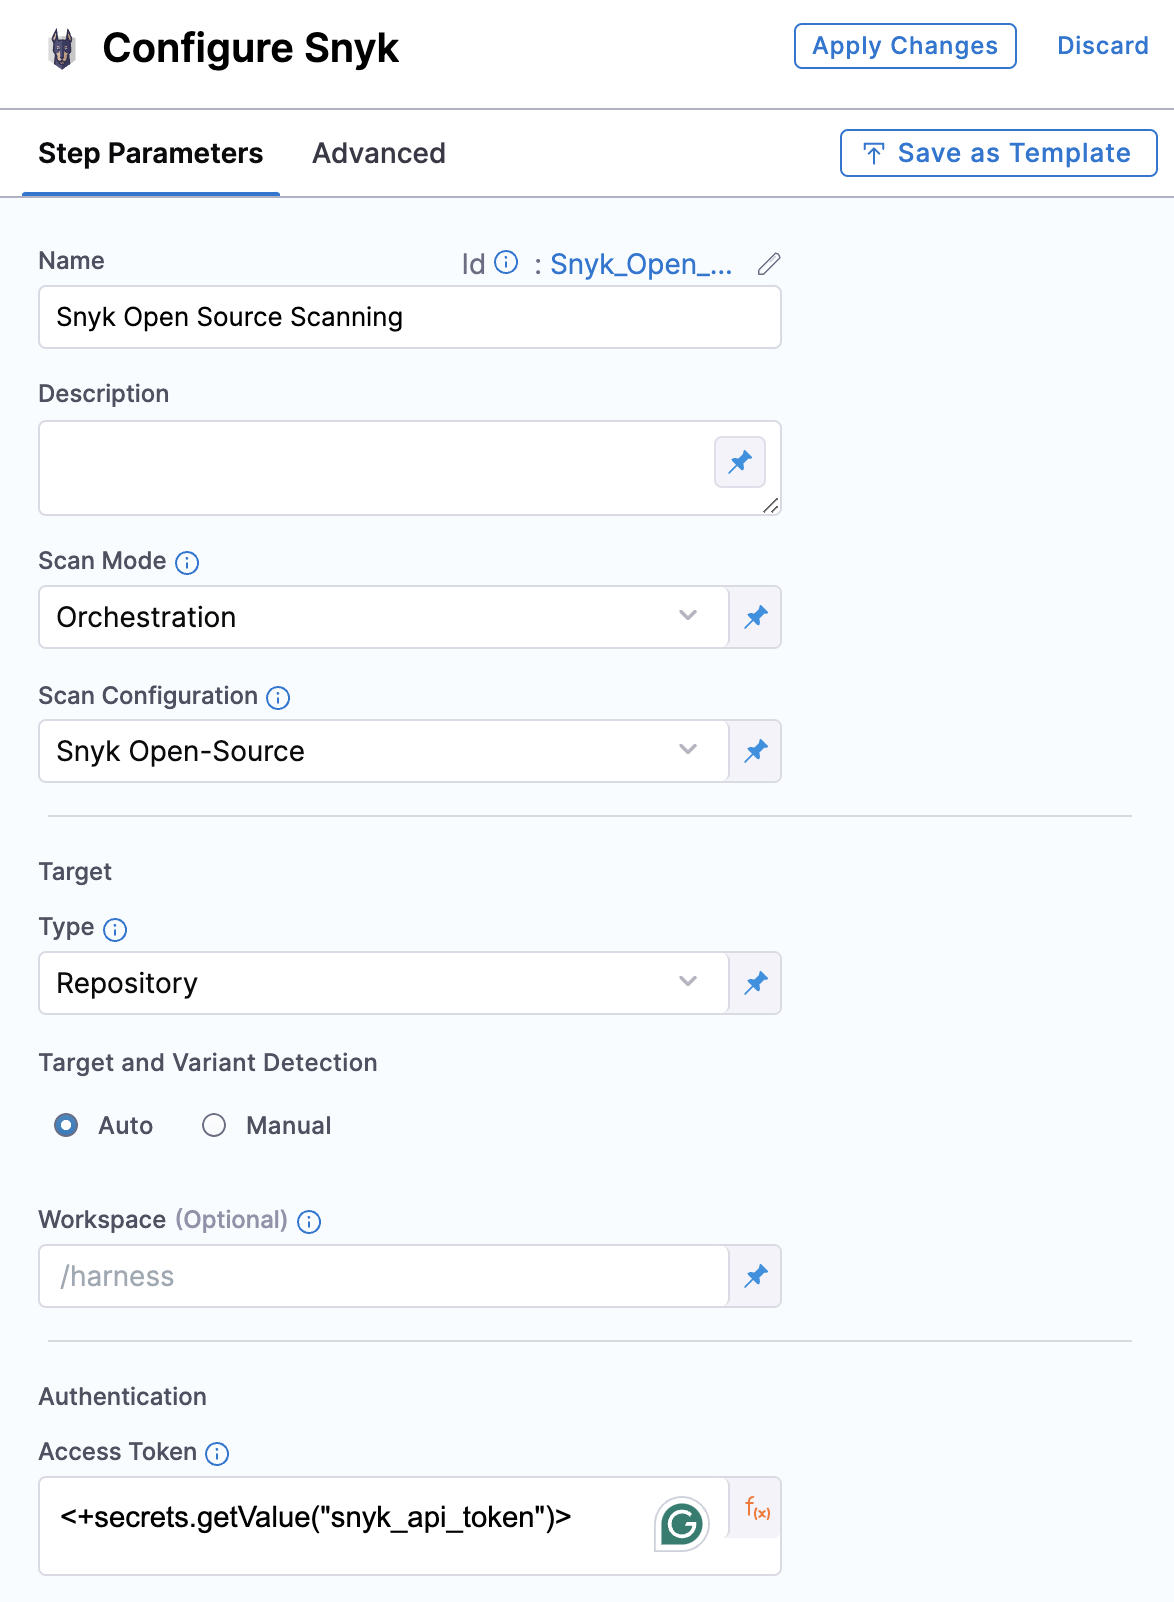 Configure Snyk
Apply Changes
Discard
Step Parameters
Advanced
Save as Template
Name
Id : Snyk_Open_...
Snyk Open Source Scanning
Description
Scan Mode
Orchestration
Scan Configuration
Snyk Open-Source
Target
Type
Repository
Target and Variant Detection
Auto
Manual
Workspace (Optional)
/harness
Authentication
Access Token
<+secrets.getValue("snyk_api_token")>
f(x)